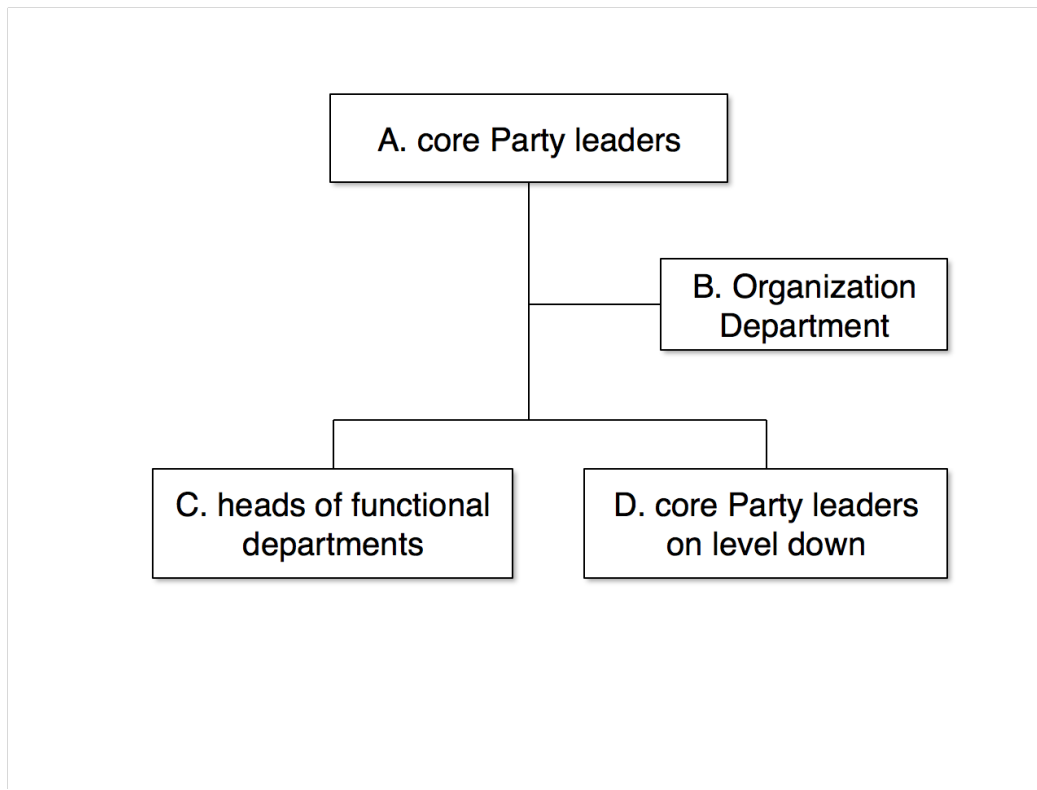 A. core Party leaders
B. Organization
Department
C. heads of functional
departments
D. core Party leaders
on level down